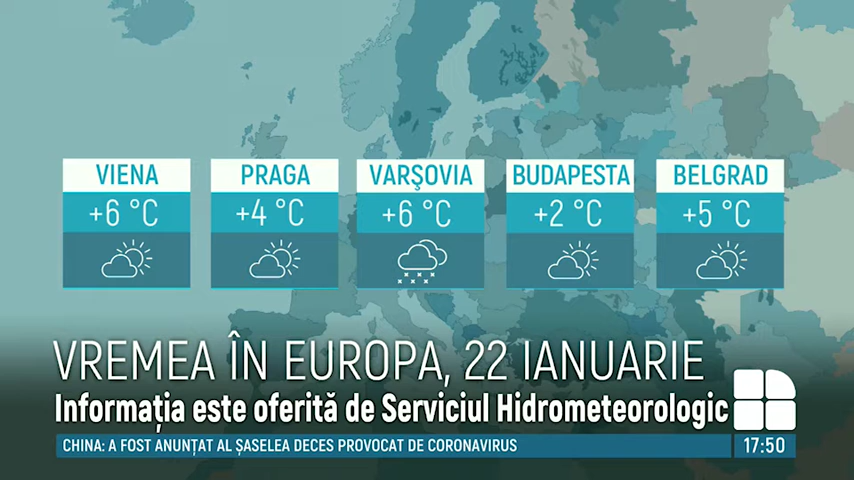 VIENA
+6 °C
PRAGA
+4 °C
VARŞOVIA
+6 °C
BUDAPESTA
+2 °C
BELGRAD
+5 °C
VREMEA ÎN EUROPA, 22 IANUARIE
Informația este oferită de Serviciul Hidrometeorologic
CHINA: A FOST ANUNȚAT AL ȘASELEA DECES PROVOCAT DE CORONAVIRUS
17:50